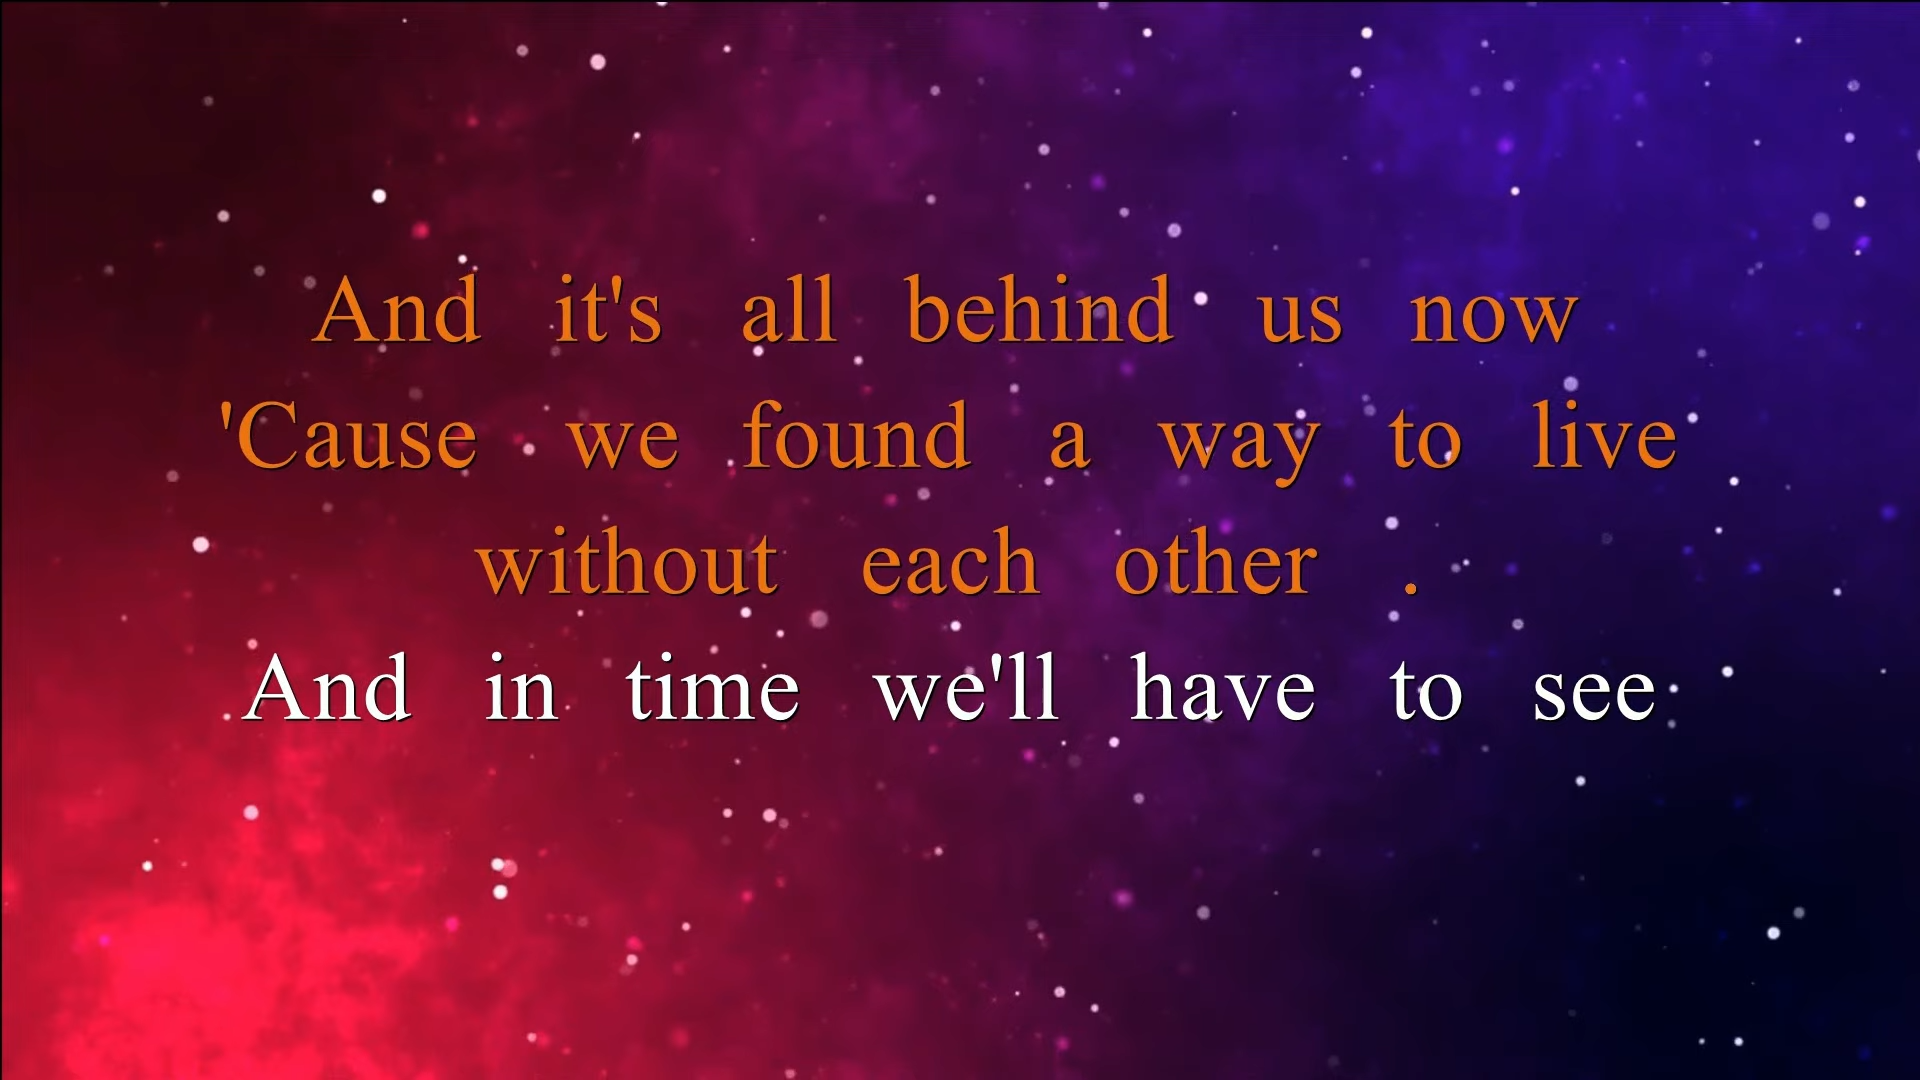 And it's all behind us now
'Cause we found a way to live
without each other .
And in time we'll have to see